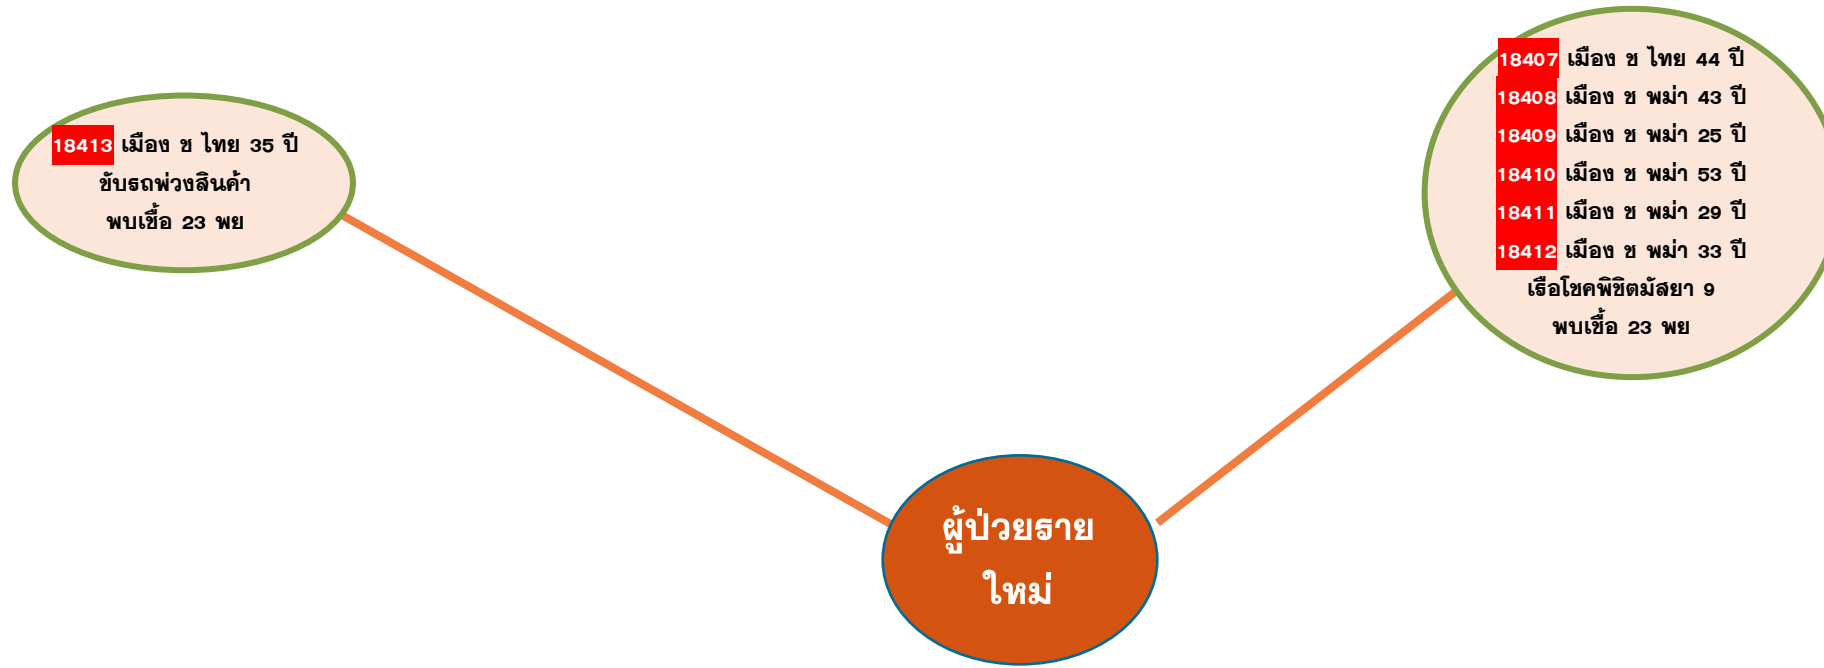 18413 เมือง ช ไทย 35 ปี
ขับรถพ่วงสินค้า
พบเชื้อ 23 พย
18407 เมือง ช ไทย 44 ปี
18408 เมือง ช พม่า 43 ปี
18409 เมือง ช พม่า 25 ปี
18410 เมือง ช พม่า 53 ปี
18411 เมือง ช พม่า 29 ปี
18412 เมือง ช พม่า 33 ปี
เรือโชคพิชิตมัสยา 9
พบเชื้อ 23 พย
ผู้ป่วยราย
ใหม่